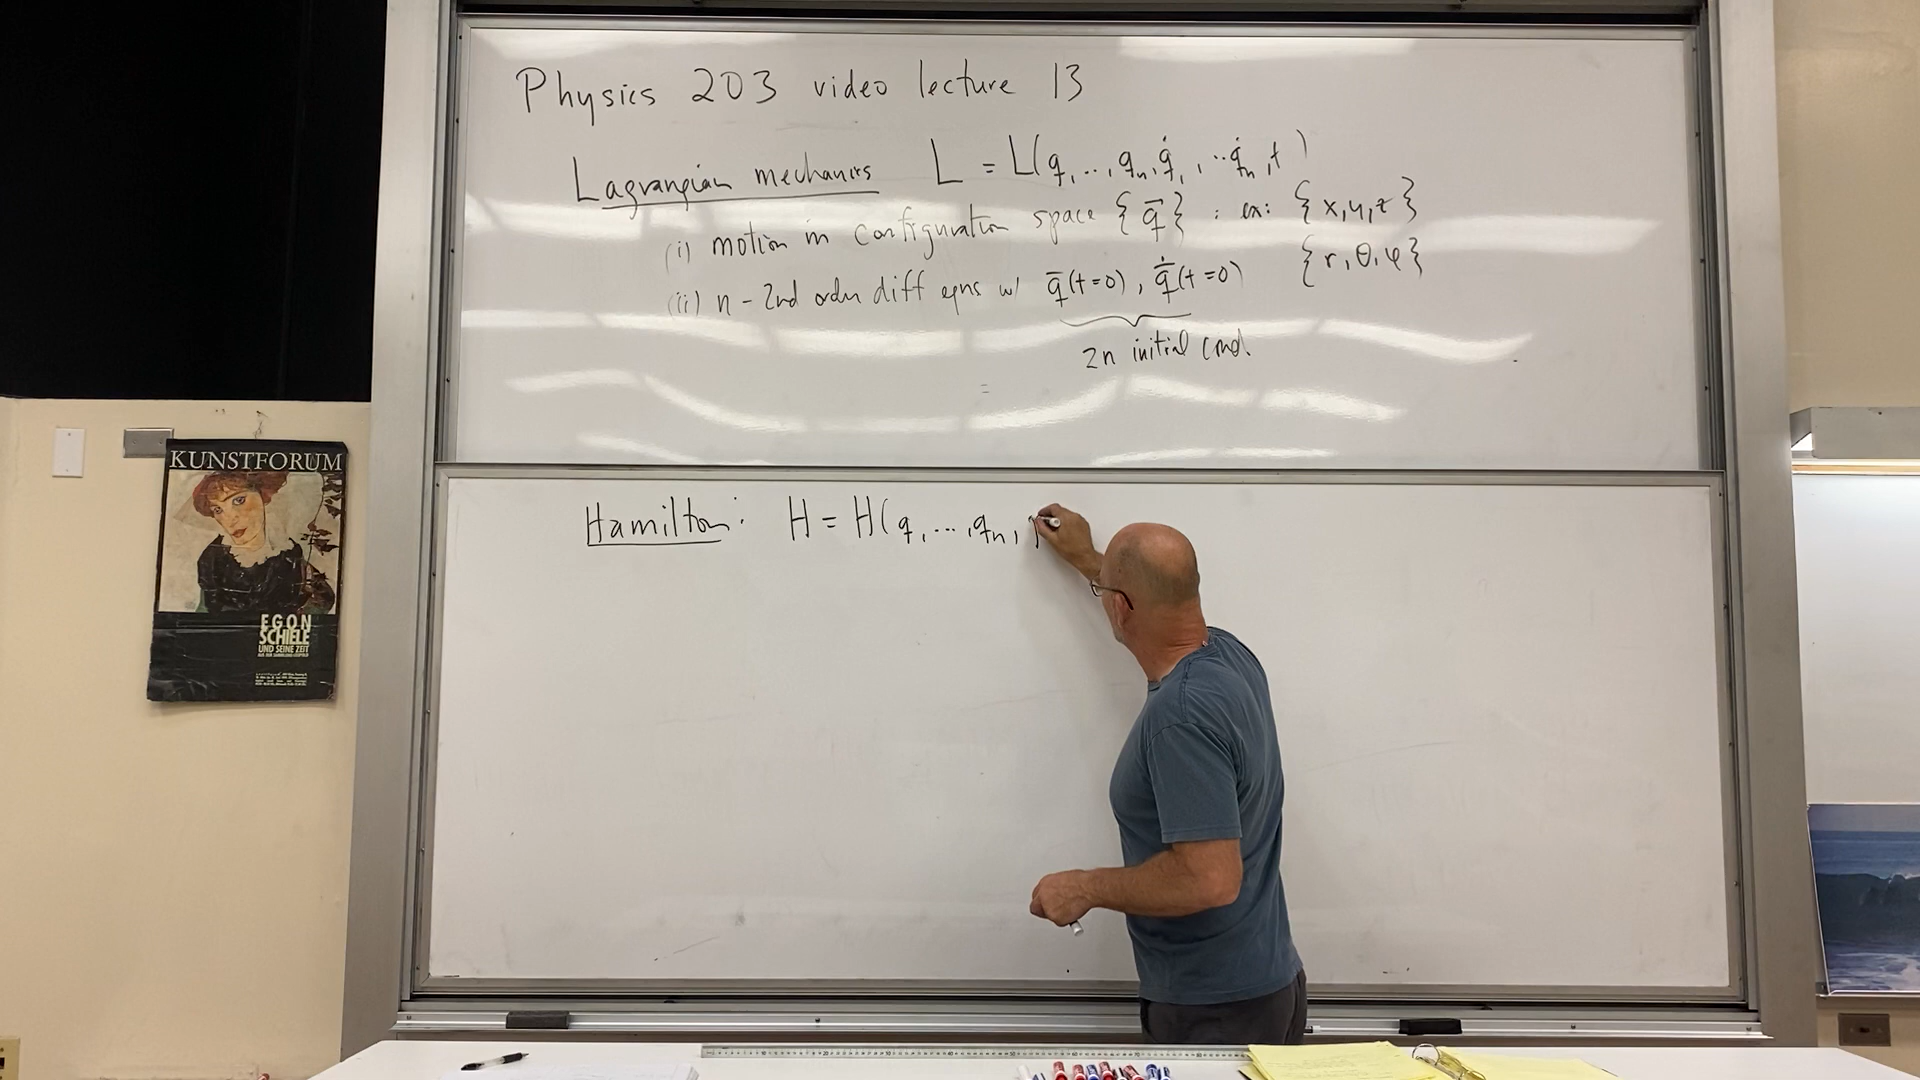 Physics 203 video lecture 13
Lagrangian mechanics L = L(q₁, ..., qₙ, q̇₁, ..q̇ₙ, t)
(i) motion in configuration space {q̄} : ex: {x,y,z}
{r,θ,φ}
(ii) n - 2nd order diff eqns w/ q̄(t=0), q̄̇(t=0)
2n initial cond.
=
Hamilton: H = H(q₁, ..., qₙ,
KUNSTFORUM
EGON
SCHIELE
UND SEINE ZEIT